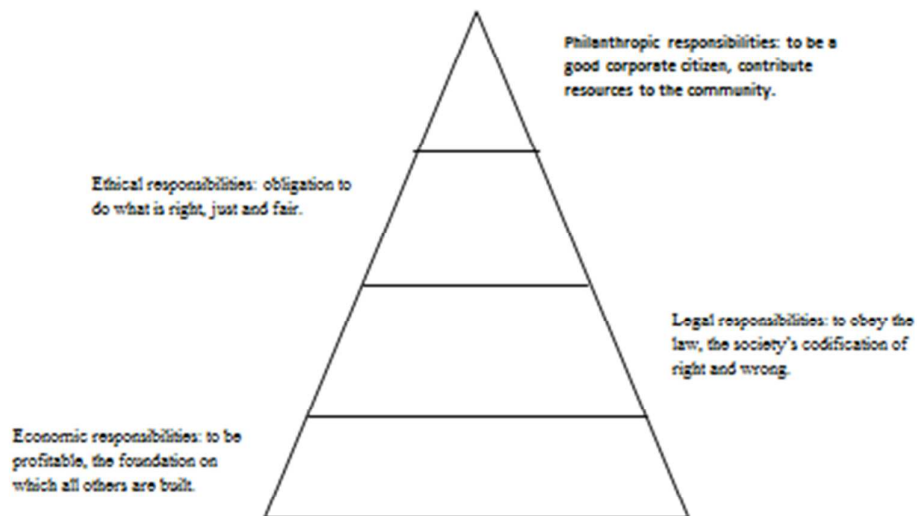 Philanthropic responsibilities: to be a
good corporate citizen, contribute
resources to the community.
Ethical responsibilities: obligation to
do what is right, just and fair.
Legal responsibilities: to obey the
law, the society's codification of
right and wrong.
Economic responsibilities: to be
profitable, the foundation on
which all others are built.